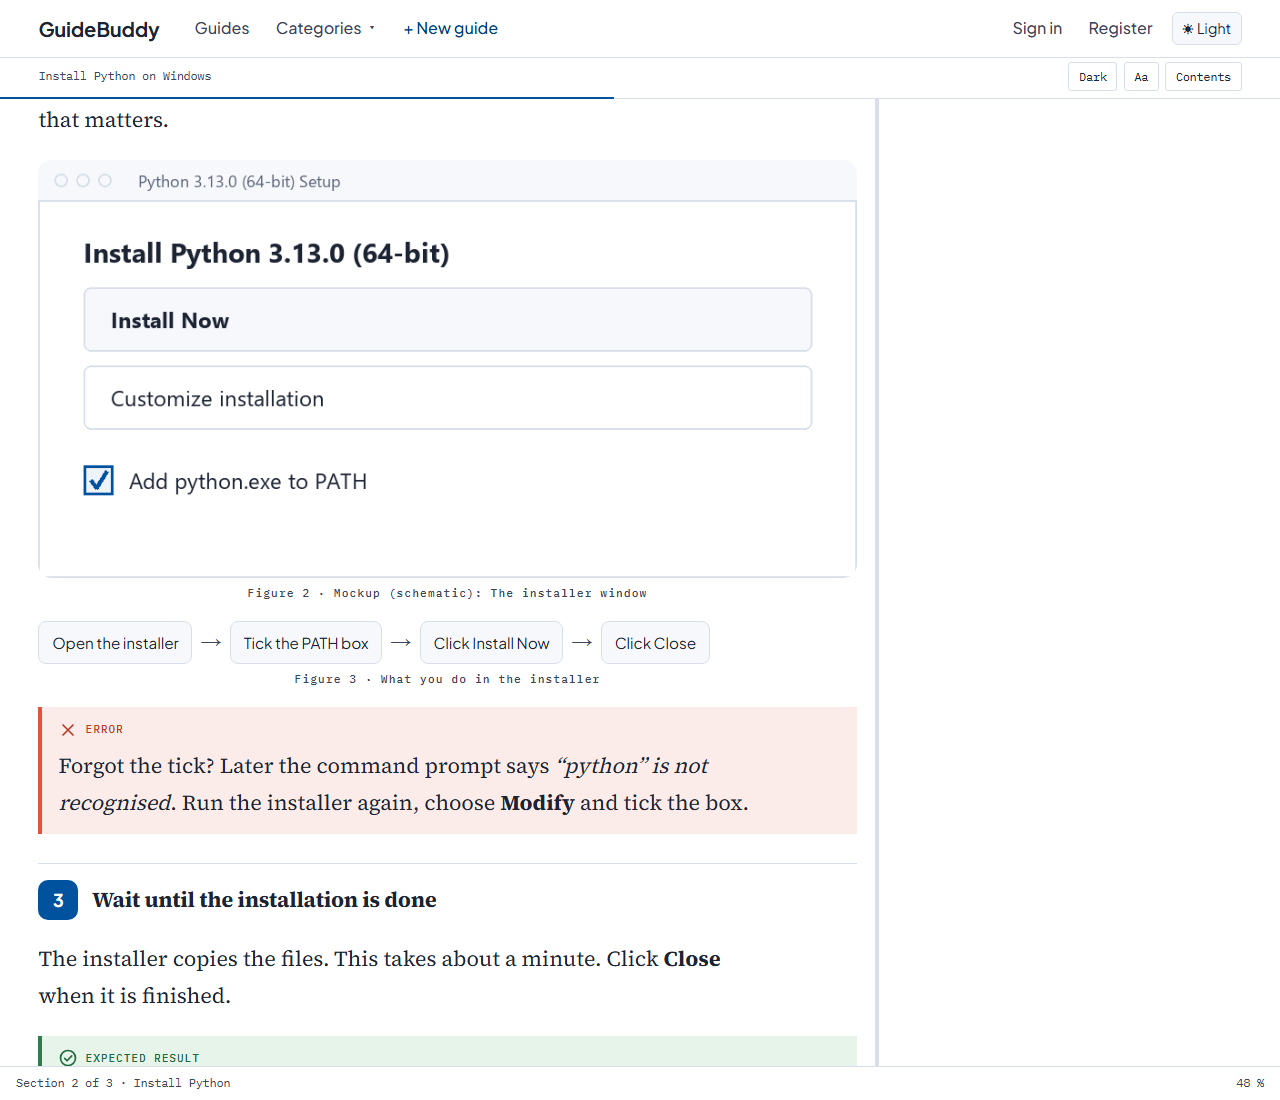 GuideBuddy Guides Categories + New guide Sign in Register Light
Install Python on Windows Dark Aa Contents
that matters.
Python 3.13.0 (64-bit) Setup
Install Python 3.13.0 (64-bit)
Install Now
Customize installation
Add python.exe to PATH
Figure 2 · Mockup (schematic): The installer window
Open the installer → Tick the PATH box → Click Install Now → Click Close
Figure 3 · What you do in the installer
ERROR
Forgot the tick? Later the command prompt says “python” is not
recognised. Run the installer again, choose Modify and tick the box.
3 Wait until the installation is done
The installer copies the files. This takes about a minute. Click Close
when it is finished.
EXPECTED RESULT
Section 2 of 3 · Install Python 48 %